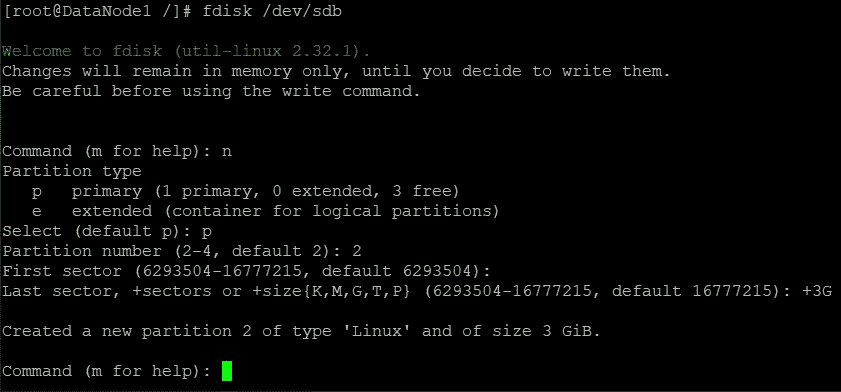 [root@DataNode1 /]# fdisk /dev/sdb
Welcome to fdisk (util-linux 2.32.1).
Changes will remain in memory only, until you decide to write them.
Be careful before using the write command.
Command (m for help): n
Partition type
p   primary (1 primary, 0 extended, 3 free)
e   extended (container for logical partitions)
Select (default p): p
Partition number (2-4, default 2): 2
First sector (6293504-16777215, default 6293504):
Last sector, +sectors or +size{K,M,G,T,P} (6293504-16777215, default 16777215): +3G
Created a new partition 2 of type 'Linux' and of size 3 GiB.
Command (m for help):